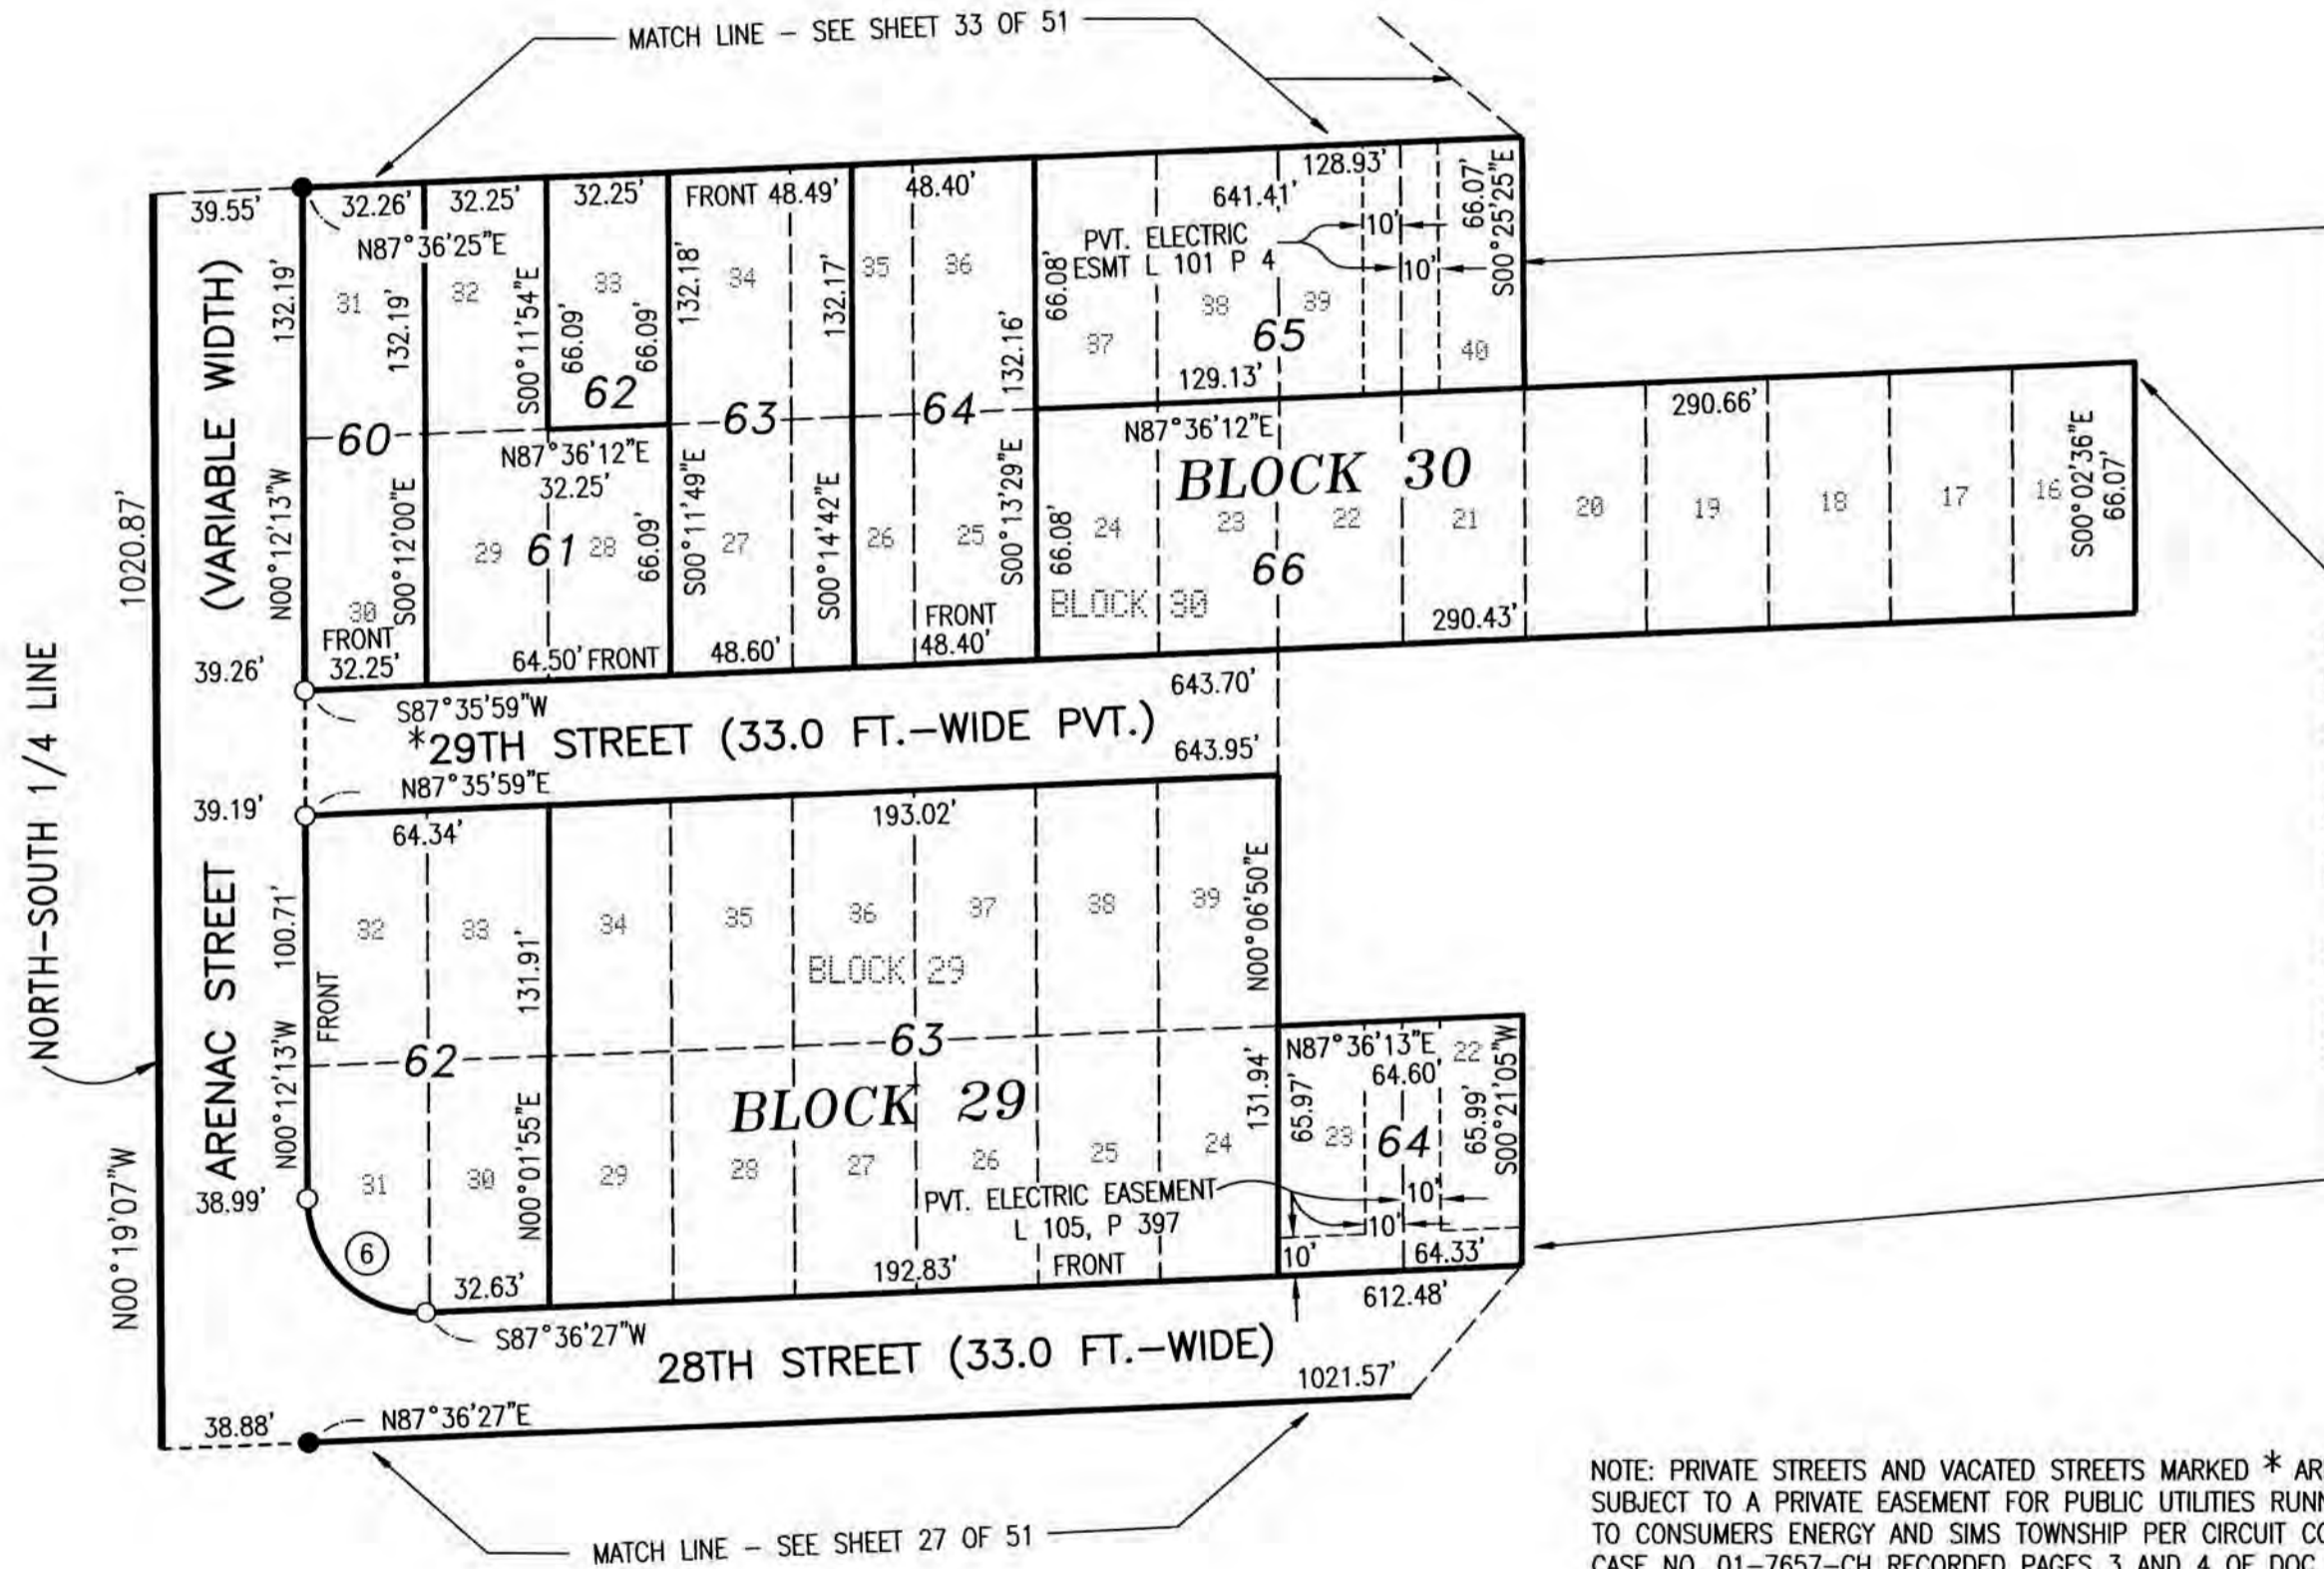 MATCH LINE – SEE SHEET 33 OF 51
39.55'
32.26'
32.25'
32.25'
FRONT 48.49'
48.40'
128.93'
641.41'
66.07'
S00°25'25"E
N87°36'25"E
PVT. ELECTRIC
ESMT L 101 P 4
10'
10'
(VARIABLE WIDTH)
132.19'
31
132.19'
32
S00°11'54"E
33
66.09'
66.09'
62
132.18'
34
132.17'
35
36
132.16'
66.08'
37
38
39
65
40
129.13'
60
63
64
N87°36'12"E
290.66'
N87°36'12"E
32.25'
BLOCK 30
1020.87'
N00°12'13"W
S00°12'00"E
29
61
28
66.09'
S00°11'49"E
27
S00°14'42"E
26
25
S00°13'29"E
66.08'
24
23
22
21
20
19
18
17
16
S00°02'36"E
66.07'
66
BLOCK 30
30
FRONT
32.25'
64.50' FRONT
48.60'
FRONT
48.40'
290.43'
39.26'
S87°35'59"W
643.70'
*29TH STREET (33.0 FT.–WIDE PVT.)
643.95'
NORTH–SOUTH 1/4 LINE
N87°35'59"E
39.19'
64.34'
193.02'
ARENAC STREET
100.71'
FRONT
32
33
131.91'
34
35
36
37
38
39
N00°06'50"E
BLOCK 29
62
63
N00°12'13"W
BLOCK 29
131.94'
N87°36'13"E
22
64.60'
65.97'
23
64
65.99'
S00°21'05"W
N00°01'55"E
31
30
29
28
27
26
25
24
38.99'
PVT. ELECTRIC EASEMENT
L 105, P 397
10'
10'
10'
64.33'
6
32.63'
192.83'
FRONT
612.48'
N00°19'07"W
S87°36'27"W
28TH STREET (33.0 FT.–WIDE)
1021.57'
38.88'
N87°36'27"E
MATCH LINE – SEE SHEET 27 OF 51
NOTE: PRIVATE STREETS AND VACATED STREETS MARKED * AR
SUBJECT TO A PRIVATE EASEMENT FOR PUBLIC UTILITIES RUN
TO CONSUMERS ENERGY AND SIMS TOWNSHIP PER CIRCUIT CO
CASE NO. 01–7657–CH RECORDED PAGES 3 AND 4 OF DOC